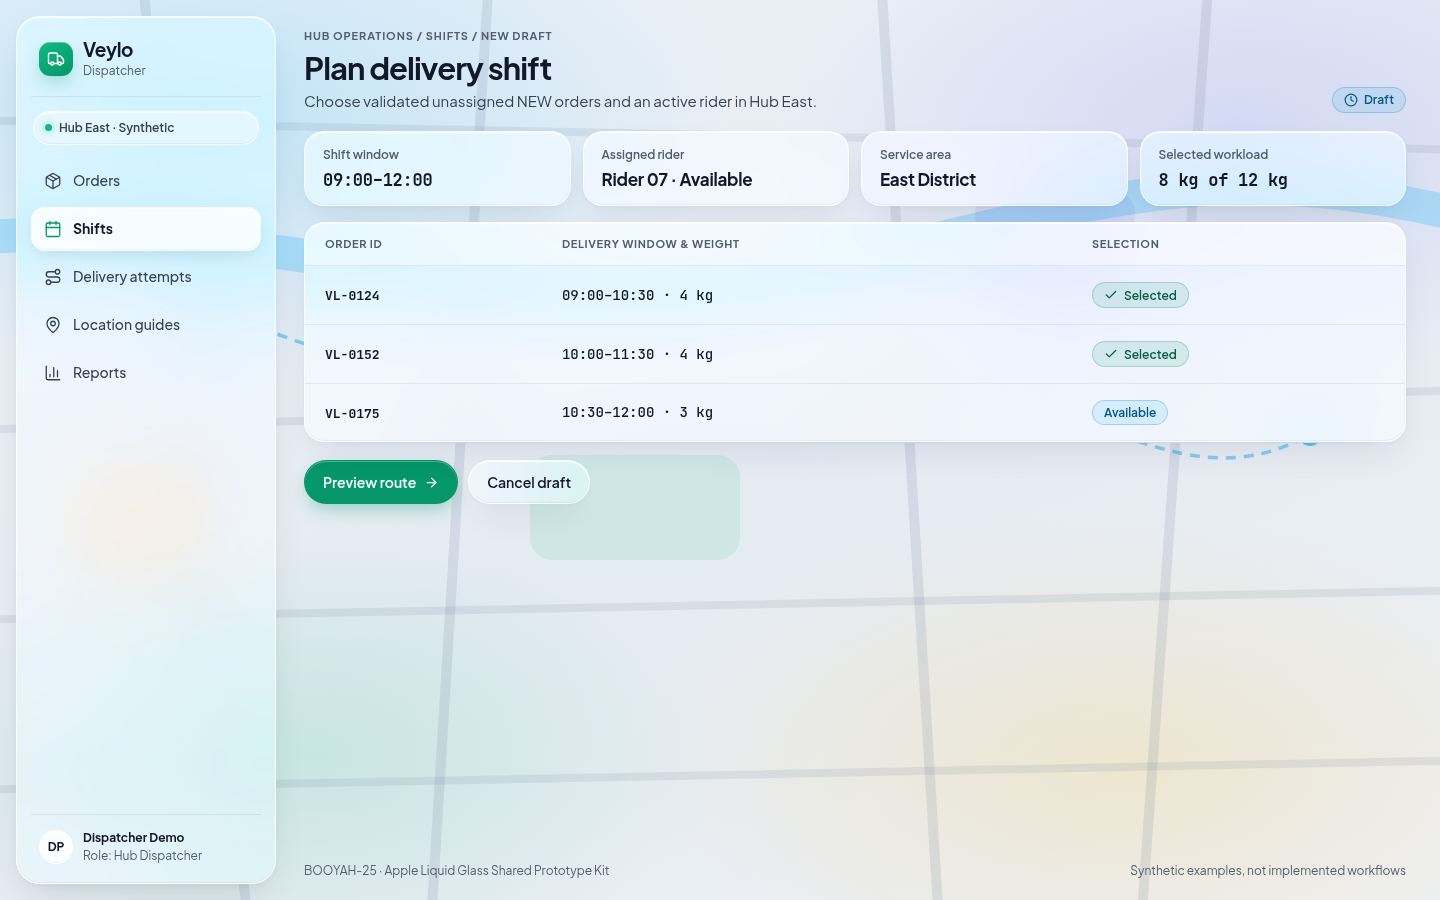 Veylo
Dispatcher
Hub East · Synthetic
Orders
Shifts
Delivery attempts
Location guides
Reports
DP
Dispatcher Demo
Role: Hub Dispatcher
HUB OPERATIONS / SHIFTS / NEW DRAFT
Plan delivery shift
Choose validated unassigned NEW orders and an active rider in Hub East.
Draft
Shift window
09:00–12:00
Assigned rider
Rider 07 · Available
Service area
East District
Selected workload
8 kg of 12 kg
ORDER ID DELIVERY WINDOW & WEIGHT SELECTION
VL-0124 09:00–10:30 · 4 kg Selected
VL-0152 10:00–11:30 · 4 kg Selected
VL-0175 10:30–12:00 · 3 kg Available
Preview route
Cancel draft
BOOYAH-25 · Apple Liquid Glass Shared Prototype Kit
Synthetic examples, not implemented workflows